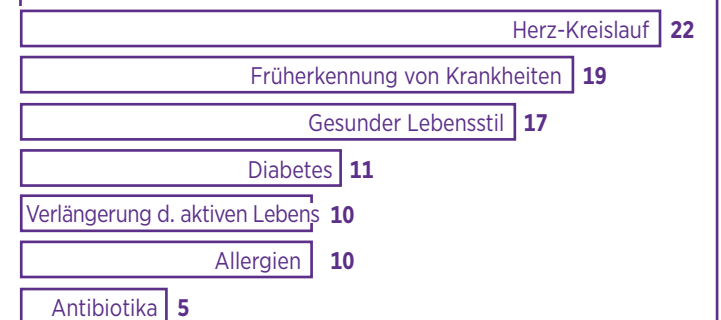 Herz-Kreislauf 22
Früherkennung von Krankheiten 19
Gesunder Lebensstil 17
Diabetes 11
Verlängerung d. aktiven Lebens 10
Allergien 10
Antibiotika 5